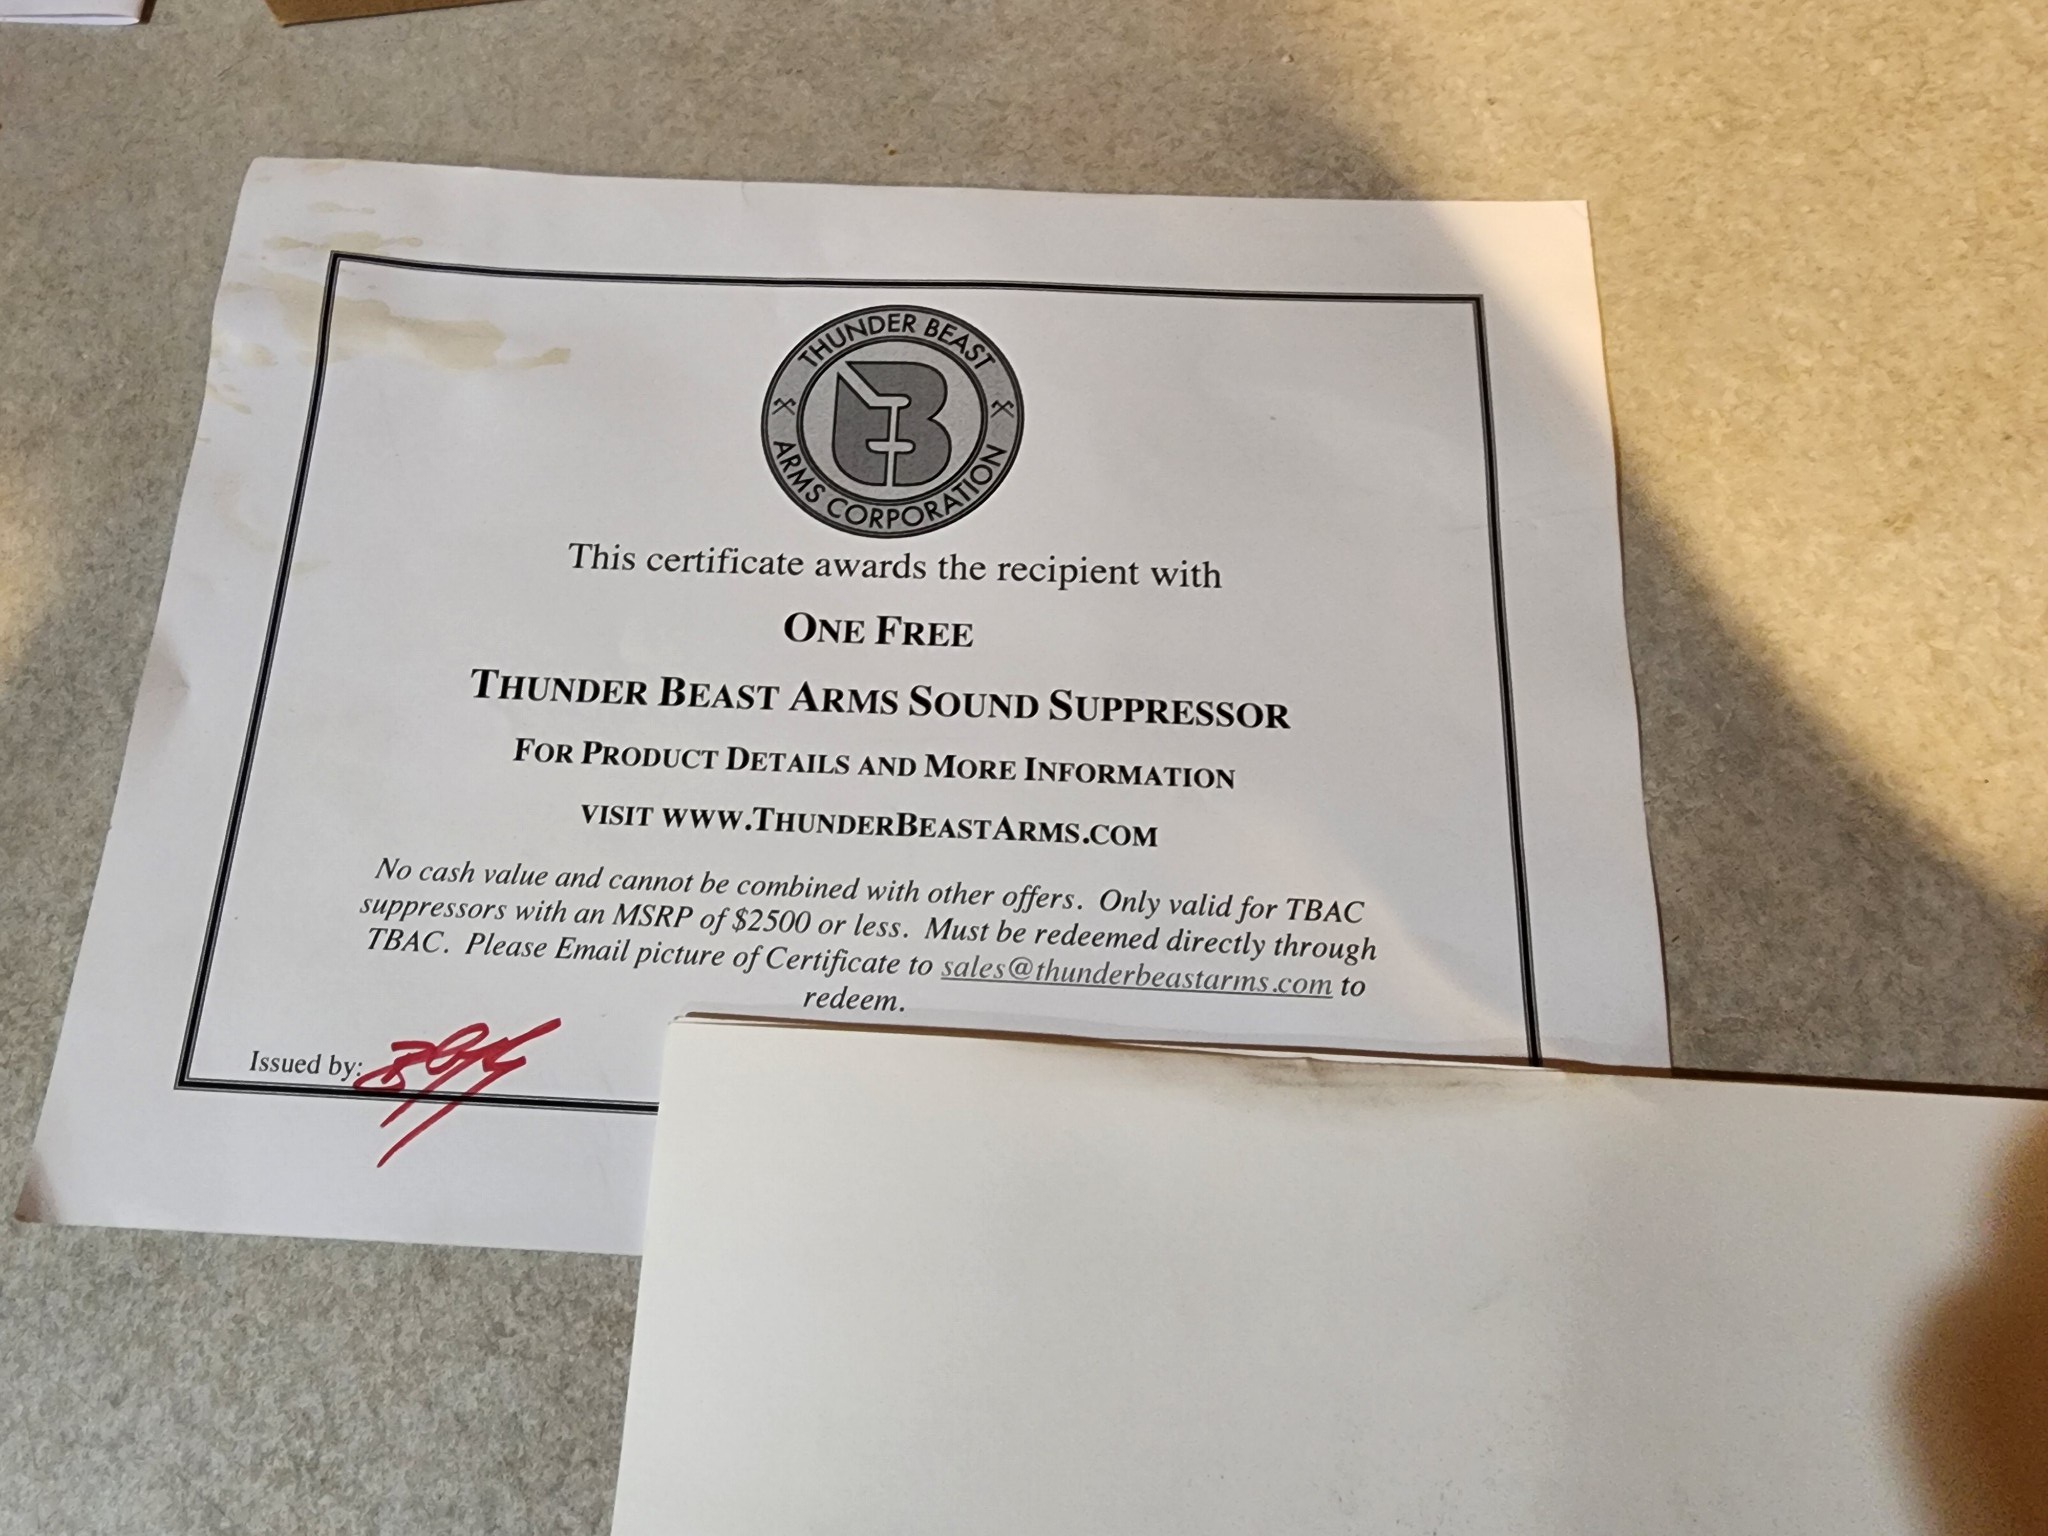 THUNDER BEAST
ARMS CORPORATION
This certificate awards the recipient with
ONE FREE
THUNDER BEAST ARMS SOUND SUPPRESSOR
FOR PRODUCT DETAILS AND MORE INFORMATION
VISIT WWW.THUNDERBEASTARMS.COM
No cash value and cannot be combined with other offers. Only valid for TBAC
suppressors with an MSRP of $2500 or less. Must be redeemed directly through
TBAC. Please Email picture of Certificate to sales@thunderbeastarms.com to
redeem.
Issued by: